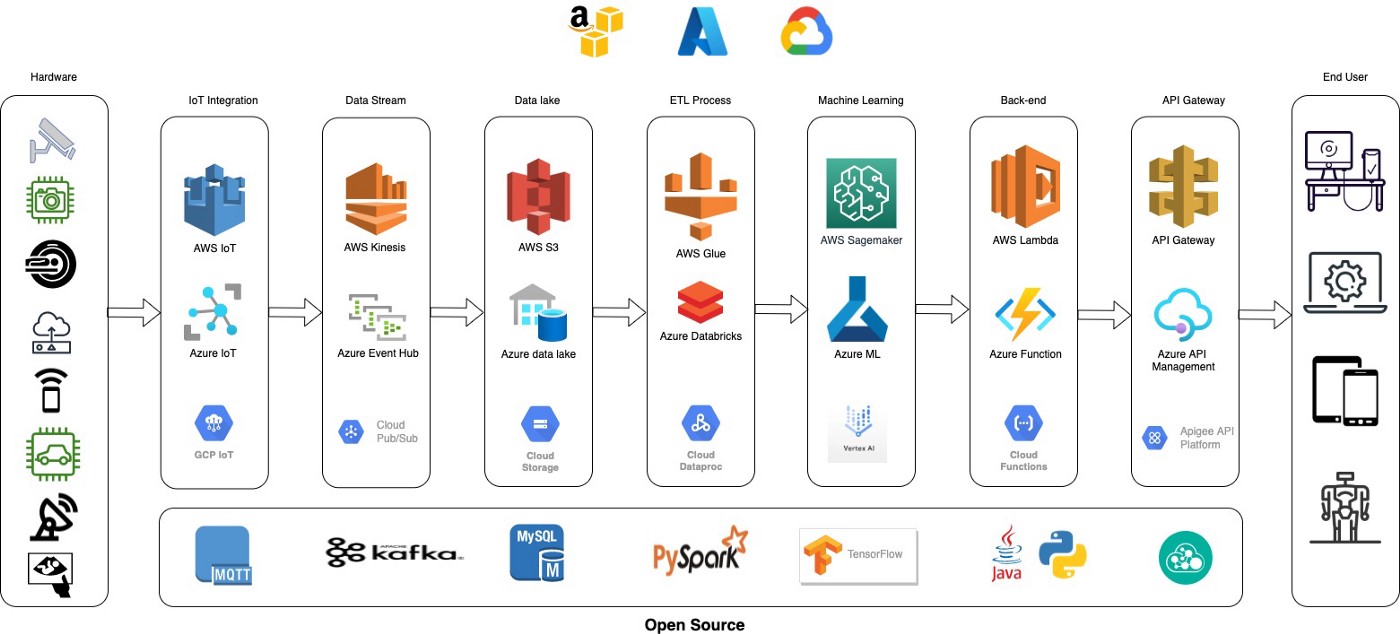 a
Hardware
IoT Integration
Data Stream
Data lake
ETL Process
Machine Learning
Back-end
API Gateway
End User
AWS IoT
AWS Kinesis
AWS S3
AWS Glue
AWS Sagemaker
AWS Lambda
API Gateway
Azure IoT
Azure Event Hub
Azure data lake
Azure Databricks
Azure ML
Azure Function
Azure API
Management
GCP IoT
Cloud
Pub/Sub
Cloud
Storage
Cloud
Dataproc
Vertex AI
Cloud
Functions
Apigee API
Platform
MQTT
APACHE
kafka
MySQL
M
PySpark
TensorFlow
Java
Open Source